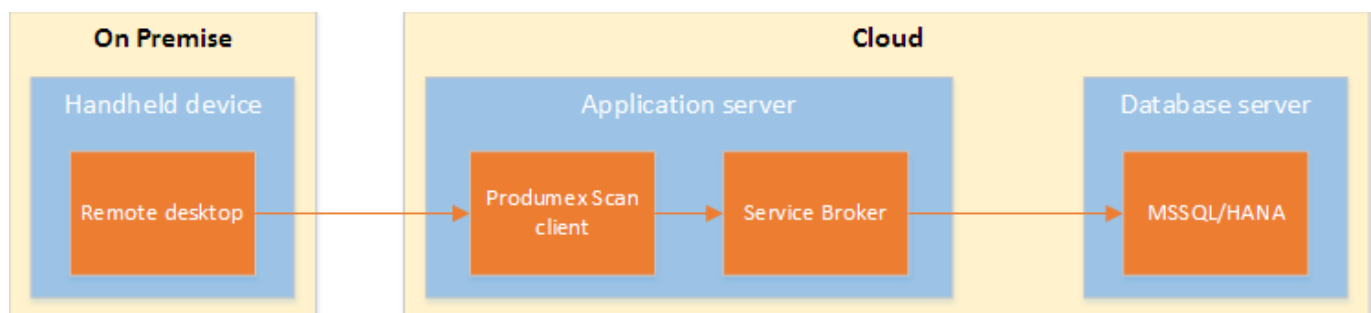 On Premise
Cloud
Handheld device
Application server
Database server
Remote desktop
Produmex Scan
client
Service Broker
MSSQL/HANA